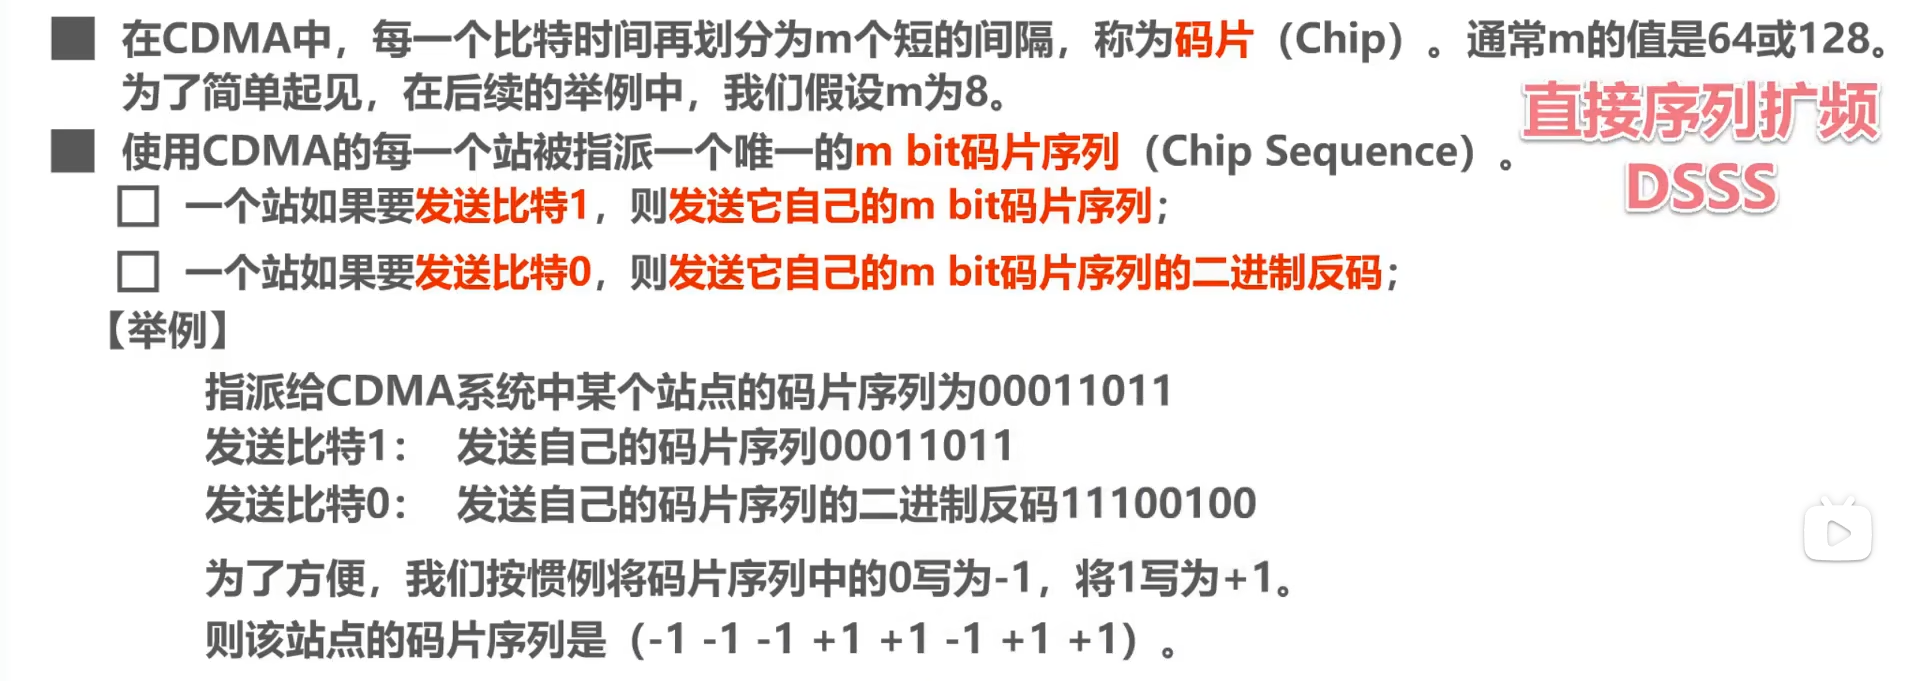 在CDMA中，每一个比特时间再划分为m个短的间隔，称为码片（Chip）。通常m的值是64或128。
为了简单起见，在后续的举例中，我们假设m为8。
直接序列扩频
DSSS
使用CDMA的每一个站被指派一个唯一的m bit码片序列（Chip Sequence）。
一个站如果要发送比特1，则发送它自己的m bit码片序列；
一个站如果要发送比特0，则发送它自己的m bit码片序列的二进制反码；
【举例】
指派给CDMA系统中某个站点的码片序列为00011011
发送比特1： 发送自己的码片序列00011011
发送比特0： 发送自己的码片序列的二进制反码11100100
为了方便，我们按惯例将码片序列中的0写为-1，将1写为+1。
则该站点的码片序列是（-1 -1 -1 +1 +1 -1 +1 +1）。